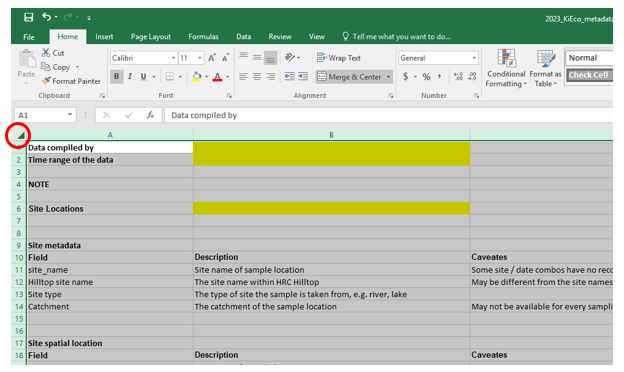 2023_KiEco_metadata
File Home Insert Page Layout Formulas Data Review View Tell me what you want to do...
Paste
Cut
Copy
Format Painter
Clipboard
Calibri 11 A A
B I U A
Font
Wrap Text
Merge & Center
Alignment
General
$ % ,
Number
Conditional Formatting
Format as Table
Normal
Check Cell
A1 fx Data compiled by
A B
1 Data compiled by
2 Time range of the data
3
4 NOTE
5
6 Site Locations
7
8
9 Site metadata
10 Field Description Caveates
11 site_name Site name of sample location Some site / date combos have no reco
12 Hilltop site name The site name within HRC Hilltop May be different from the site names
13 Site type The type of site the sample is taken from, e.g. river, lake
14 Catchment The catchment of the sample location May not be available for every sampli
15
16
17 Site spatial location
18 Field Description Caveates